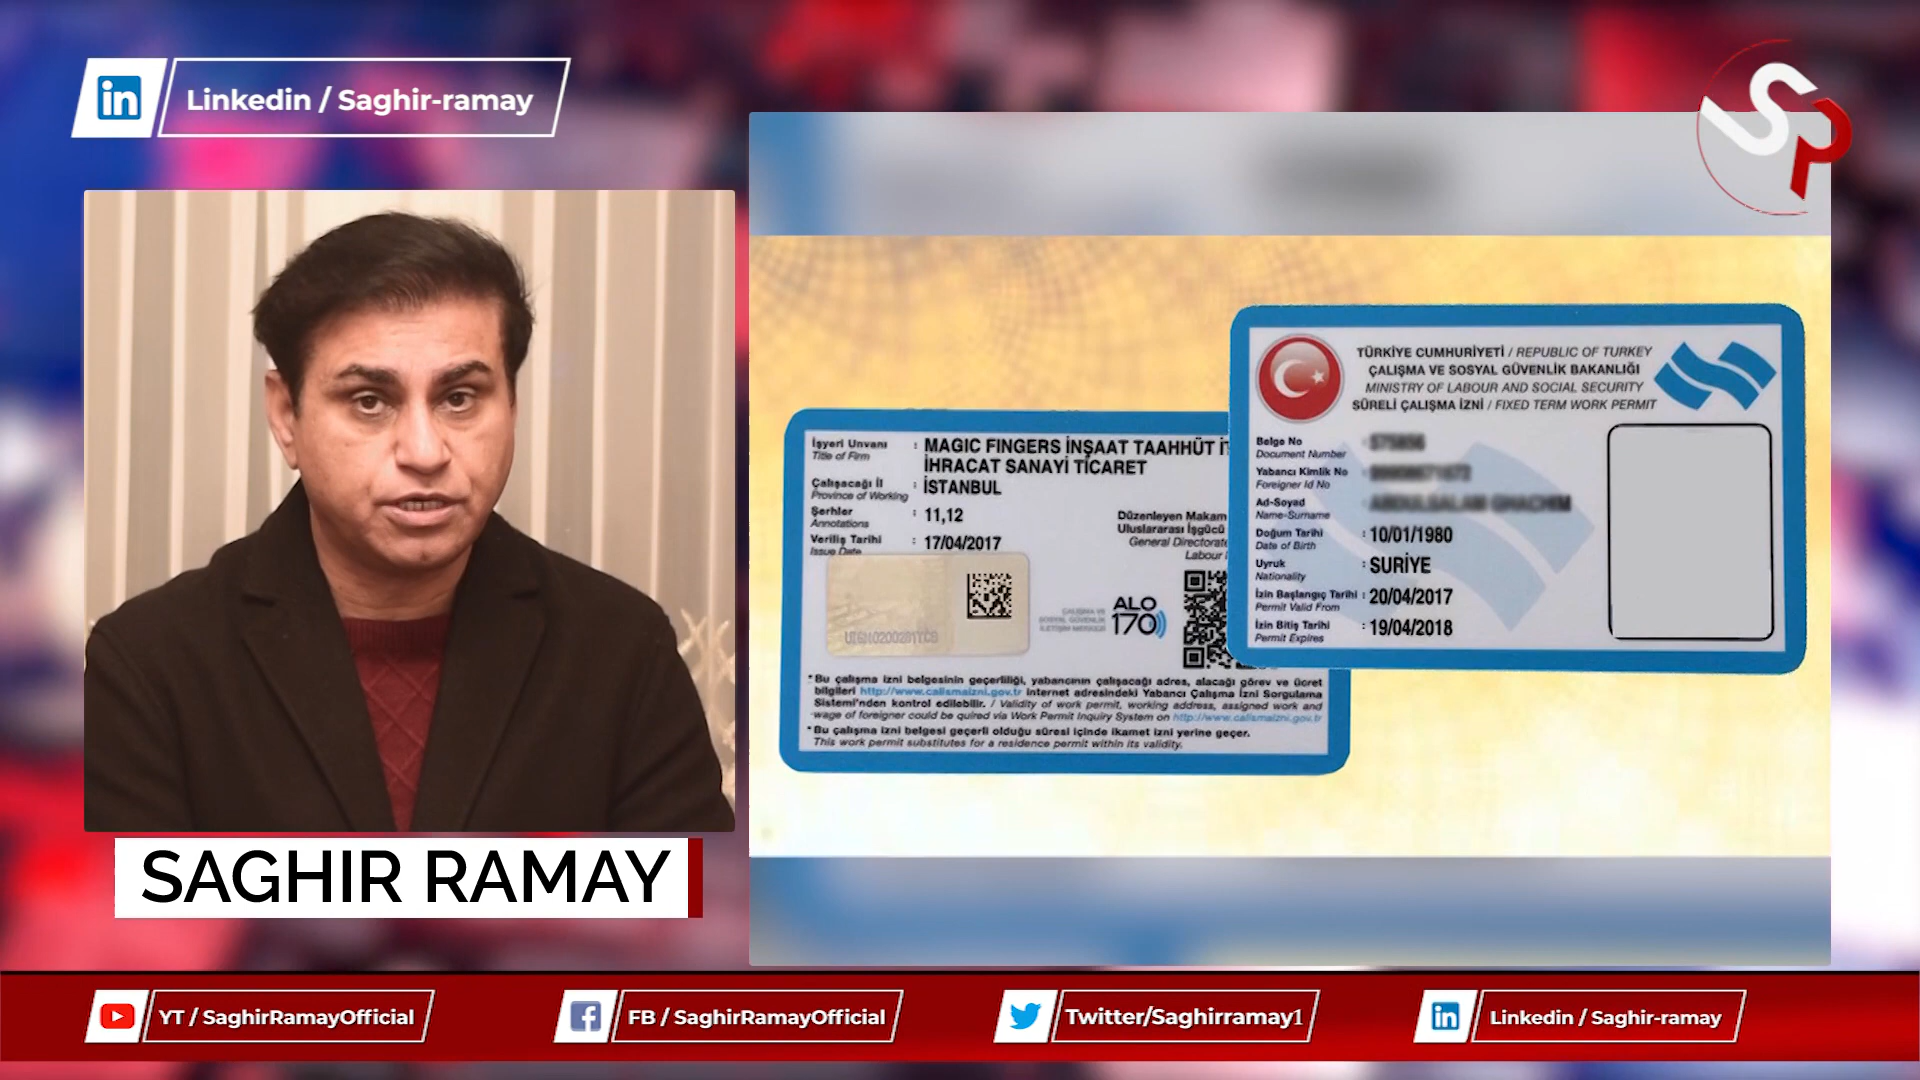 in Linkedin / Saghir-ramay
SP
SAGHIR RAMAY
İşyeri Unvanı : MAGIC FINGERS İNŞAAT TAAHHÜT İ
Title of Firm İHRACAT SANAYİ TİCARET
Çalışacağı İl : İSTANBUL
Province of Working
Şerhler : 11,12
Annotations
Veriliş Tarihi : 17/04/2017
Issue Date
Düzenleyen Makam
Uluslararası İşgücü
General Directorate
Labour
ÇALIŞMA VE
SOSYAL GÜVENLİK
İLETİŞİM MERKEZİ
ALO
170
*Bu çalışma izni belgesinin geçerliliği, yabancının çalışacağı adres, alacağı görev ve ücret
bilgileri http://www.calismaizni.gov.tr internet adresindeki Yabancı Çalışma İzni Sorgulama
Sistemi'nden kontrol edilebilir. / Validity of work permit, working address, assigned work and
wage of foreigner could be quired via Work Permit Inquiry System on http://www.calismaizni.gov.tr
*Bu çalışma izni belgesi geçerli olduğu süresi içinde ikamet izni yerine geçer.
This work permit substitutes for a residence permit within its validity.
TÜRKİYE CUMHURİYETİ / REPUBLIC OF TURKEY
ÇALIŞMA VE SOSYAL GÜVENLİK BAKANLIĞI
MINISTRY OF LABOUR AND SOCIAL SECURITY
SÜRELİ ÇALIŞMA İZNİ / FIXED TERM WORK PERMIT
Belge No :
Document Number
Yabancı Kimlik No :
Foreigner Id No
Ad-Soyad :
Name-Surname
Doğum Tarihi : 10/01/1980
Date of Birth
Uyruk : SURİYE
Nationality
İzin Başlangıç Tarihi : 20/04/2017
Permit Valid From
İzin Bitiş Tarihi : 19/04/2018
Permit Expires
YT / SaghirRamayOfficial
FB / SaghirRamayOfficial
Twitter/Saghirramay1
in Linkedin / Saghir-ramay